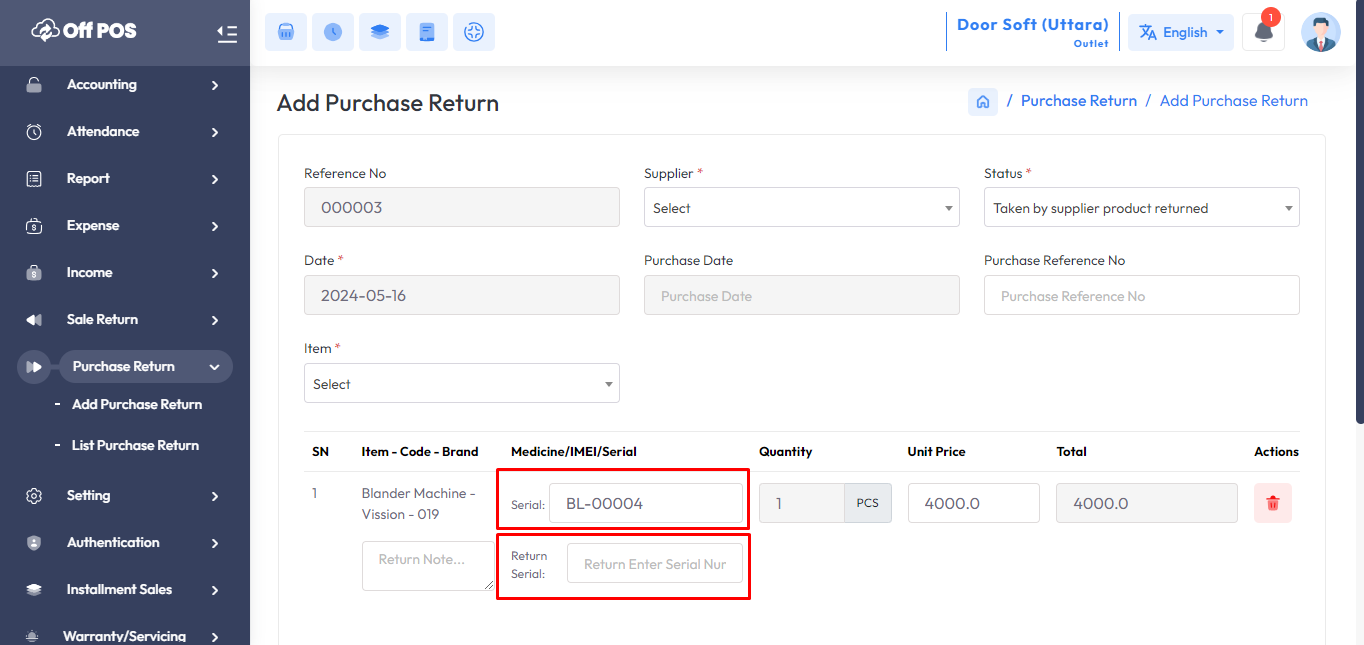 Off POS
Door Soft (Uttara)
Outlet
English
1
Accounting
Attendance
Report
Expense
Income
Sale Return
Purchase Return
- Add Purchase Return
- List Purchase Return
Setting
Authentication
Installment Sales
Warranty/Servicing
Add Purchase Return
/ Purchase Return / Add Purchase Return
Reference No
000003
Supplier *
Select
Status *
Taken by supplier product returned
Date *
2024-05-16
Purchase Date
Purchase Date
Purchase Reference No
Purchase Reference No
Item *
Select
SN Item - Code - Brand Medicine/IMEI/Serial Quantity Unit Price Total Actions
1 Blander Machine - Serial: BL-00004 1 PCS 4000.0 4000.0
Vission - 019
Return Note...
Return
Serial:
Return Enter Serial Nur